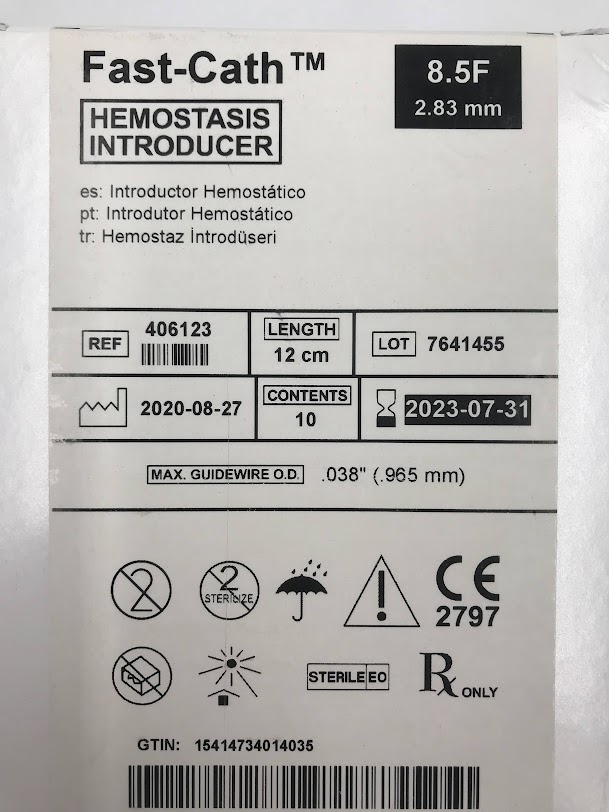 Fast-Cath™
8.5F
2.83 mm
HEMOSTASIS
INTRODUCER
es: Introductor Hemostático
pt: Introdutor Hemostático
tr: Hemostaz İntrodüseri
REF 406123
LENGTH
12 cm
LOT 7641455
2020-08-27
CONTENTS
10
2023-07-31
MAX. GUIDEWIRE O.D. .038" (.965 mm)
2
2
STERILIZE
!
CE
2797
STERILE EO
Rx ONLY
GTIN: 15414734014035